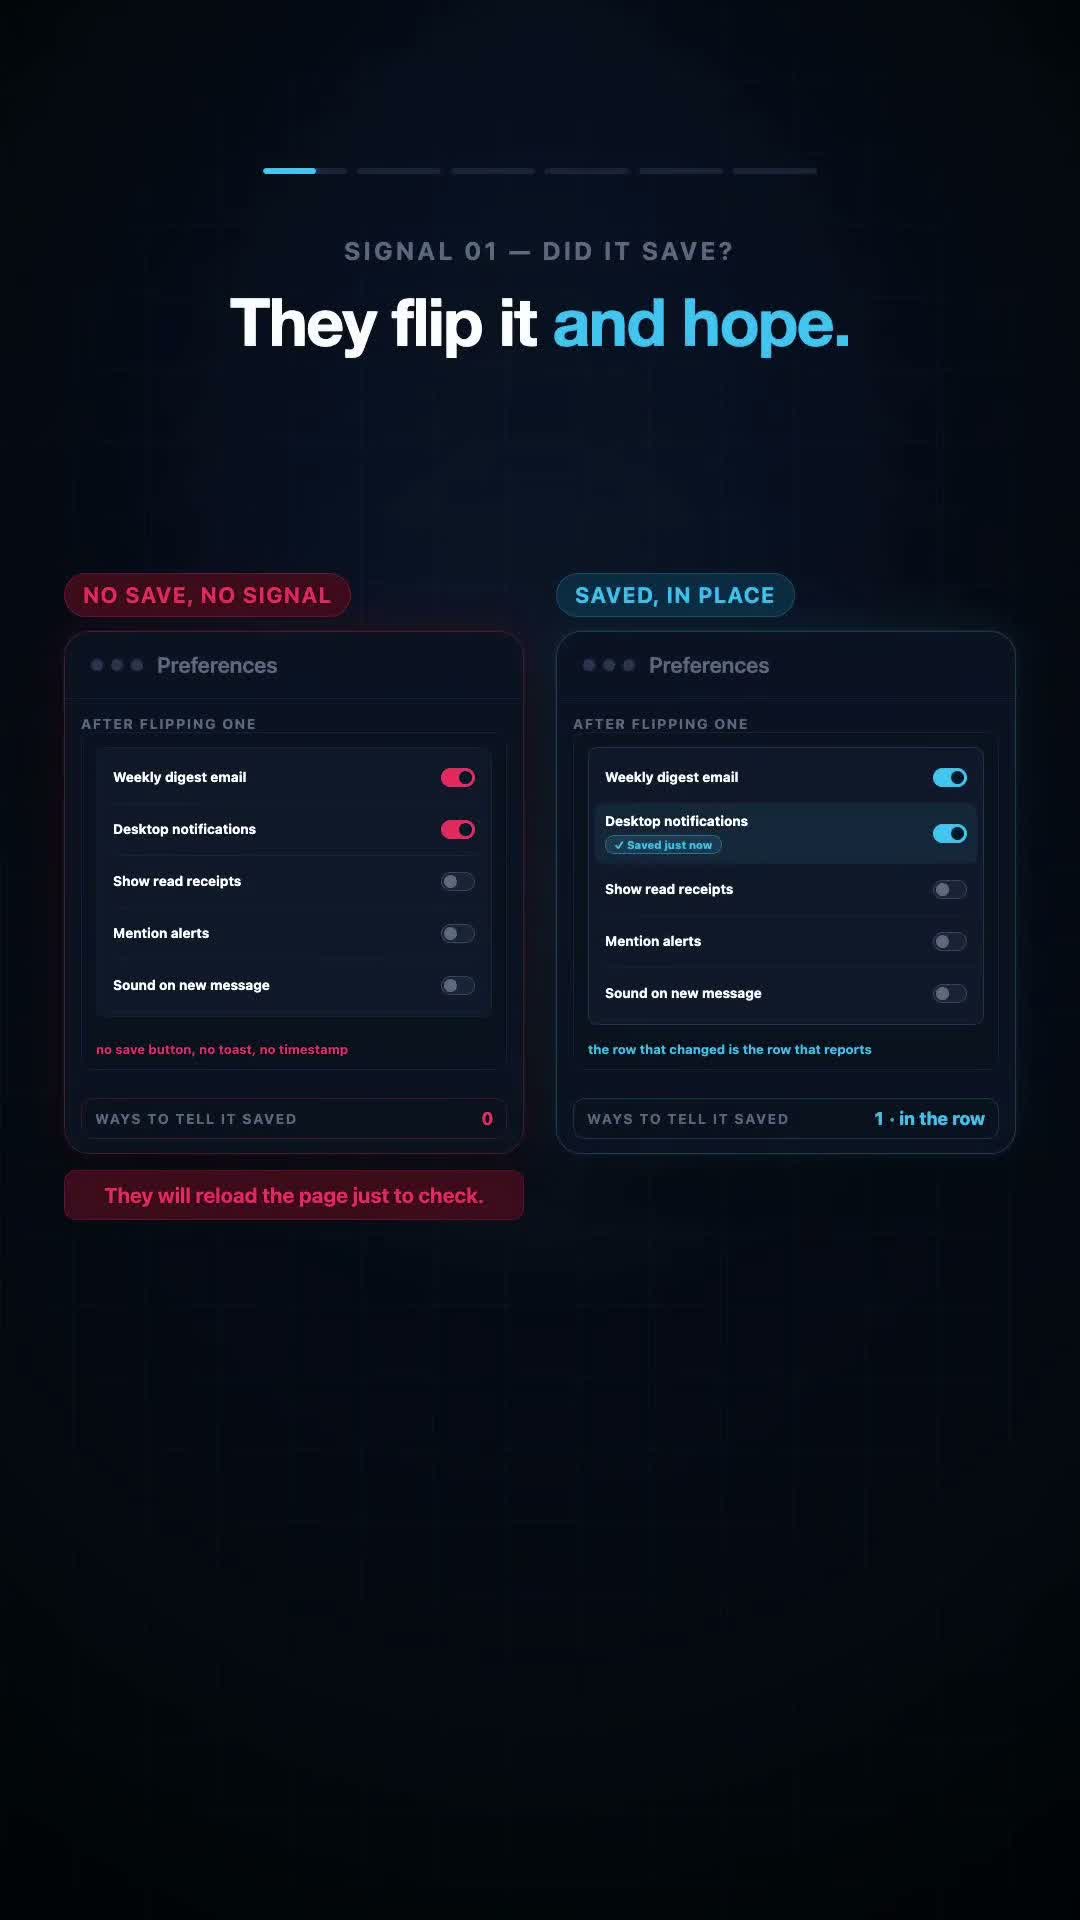 SIGNAL 01 — DID IT SAVE?
They flip it and hope.
NO SAVE, NO SIGNAL
Preferences
AFTER FLIPPING ONE
Weekly digest email
Desktop notifications
Show read receipts
Mention alerts
Sound on new message
no save button, no toast, no timestamp
WAYS TO TELL IT SAVED 0
They will reload the page just to check.
SAVED, IN PLACE
Preferences
AFTER FLIPPING ONE
Weekly digest email
Desktop notifications
✓ Saved just now
Show read receipts
Mention alerts
Sound on new message
the row that changed is the row that reports
WAYS TO TELL IT SAVED 1 · in the row